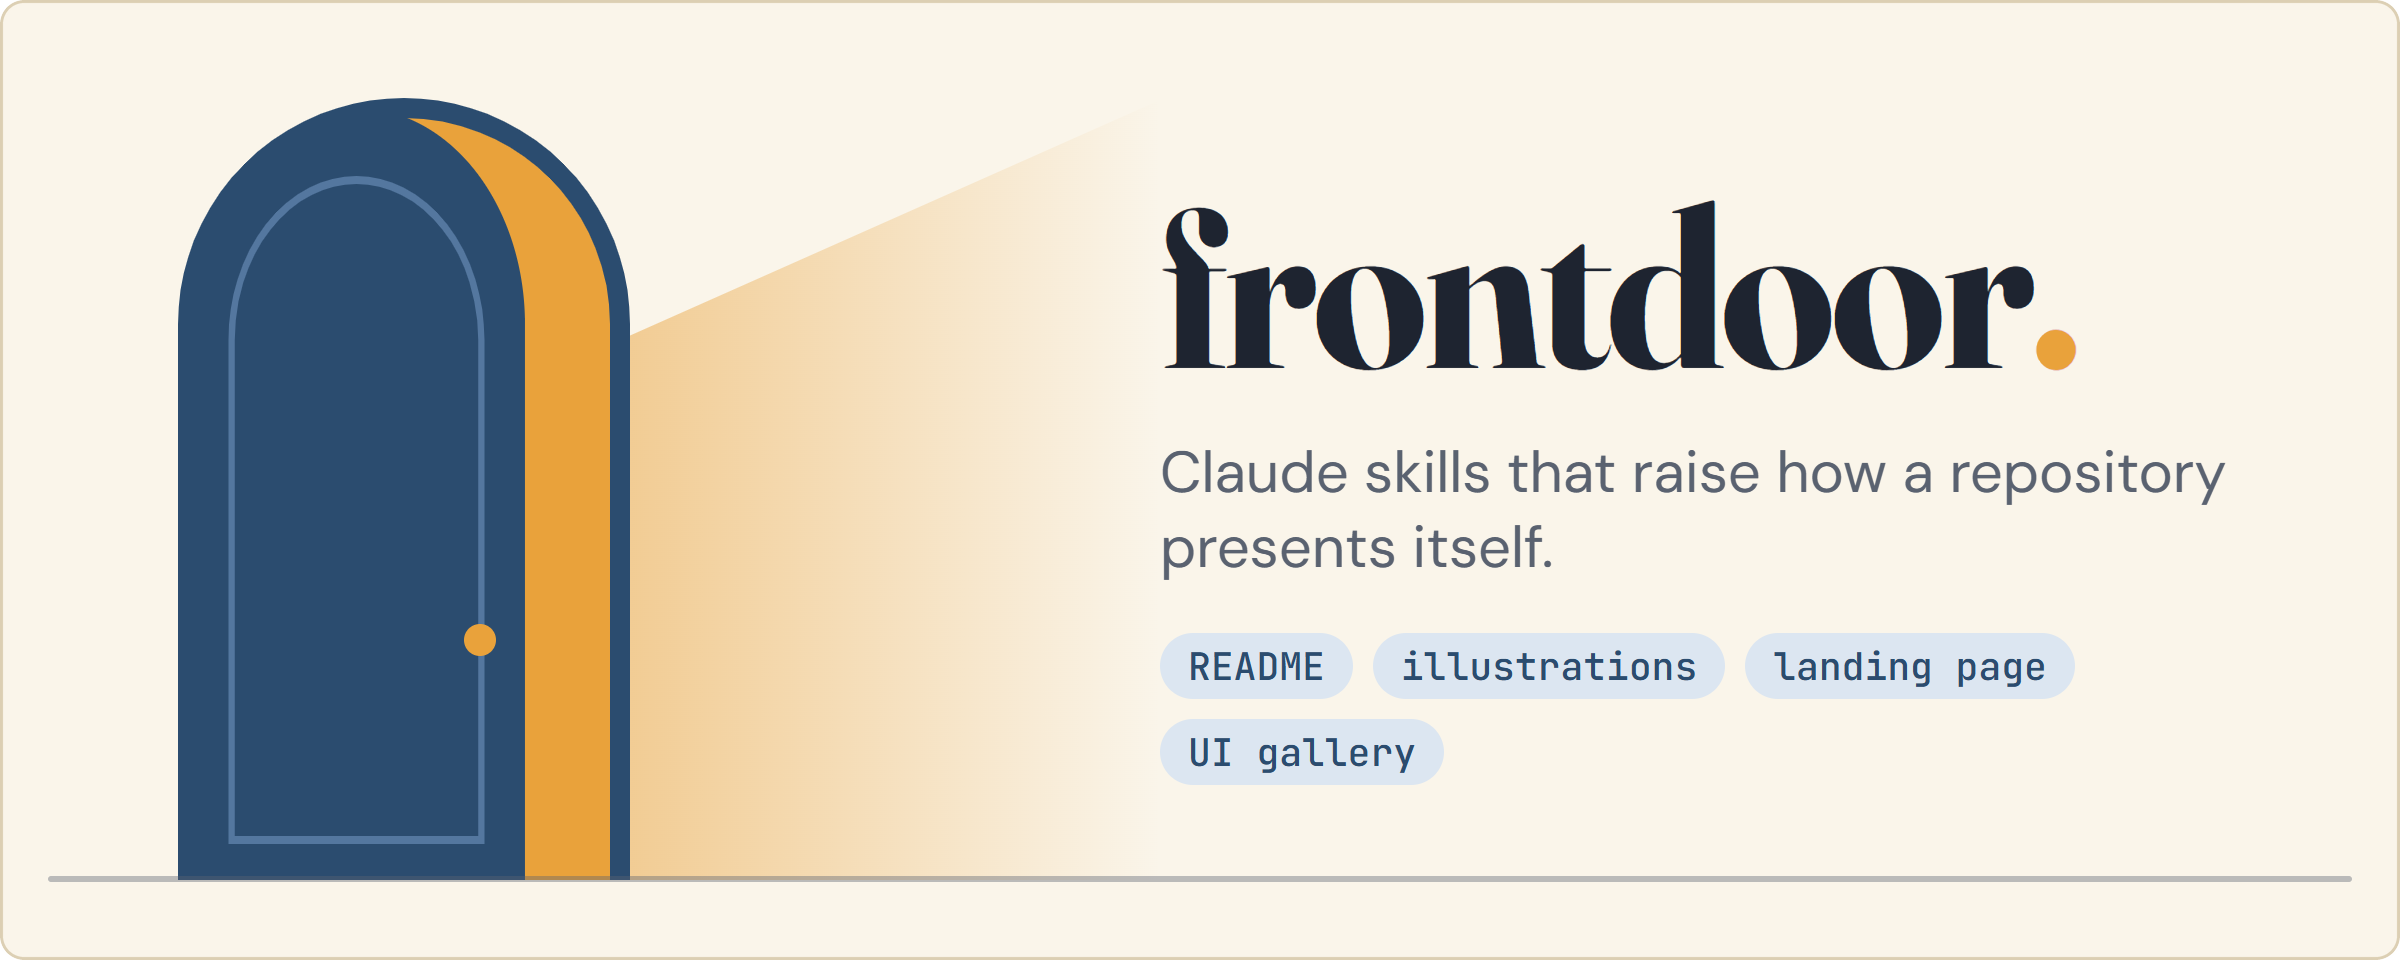 frontdoor.
Claude skills that raise how a repository
presents itself.
README illustrations landing page
UI gallery